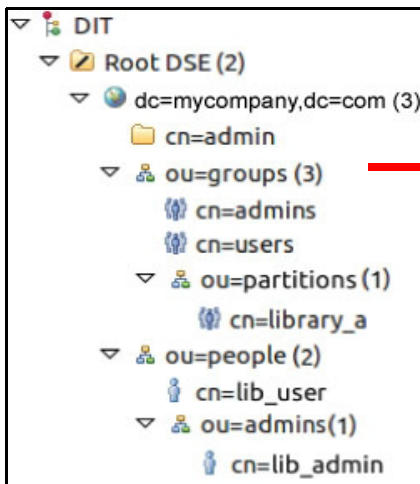 DIT
Root DSE (2)
dc=mycompany,dc=com (3)
cn=admin
ou=groups (3)
cn=admins
cn=users
ou=partitions (1)
cn=library_a
ou=people (2)
cn=lib_user
ou=admins(1)
cn=lib_admin